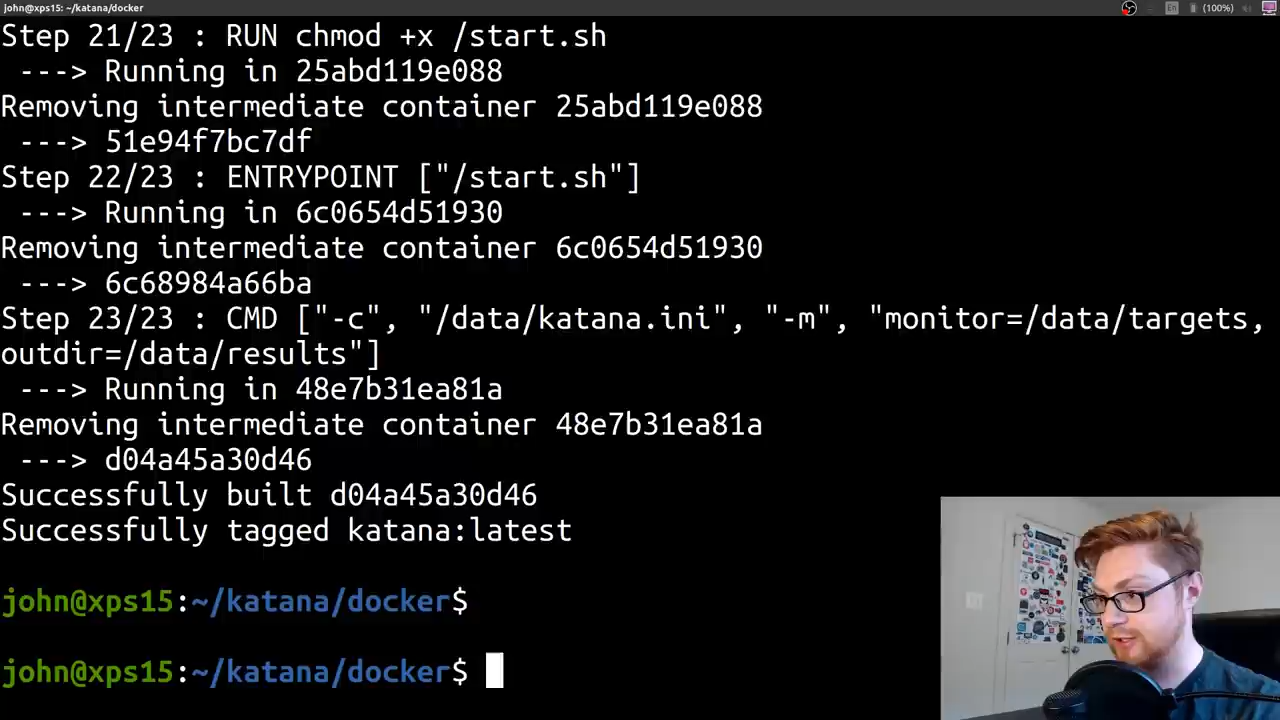 john@xps15: ~/katana/docker
En
(100%)
Step 21/23 : RUN chmod +x /start.sh
---> Running in 25abd119e088
Removing intermediate container 25abd119e088
---> 51e94f7bc7df
Step 22/23 : ENTRYPOINT ["/start.sh"]
---> Running in 6c0654d51930
Removing intermediate container 6c0654d51930
---> 6c68984a66ba
Step 23/23 : CMD ["-c", "/data/katana.ini", "-m", "monitor=/data/targets,
outdir=/data/results"]
---> Running in 48e7b31ea81a
Removing intermediate container 48e7b31ea81a
---> d04a45a30d46
Successfully built d04a45a30d46
Successfully tagged katana:latest
john@xps15:~/katana/docker$
john@xps15:~/katana/docker$